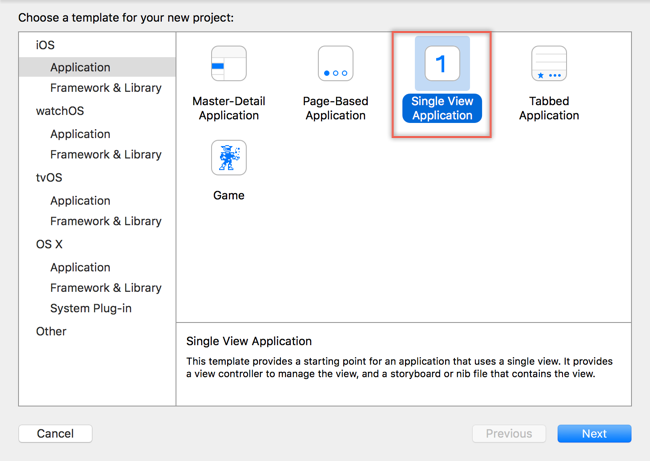 Choose a template for your new project:
iOS
Application
Framework & Library
watchOS
Application
Framework & Library
tvOS
Application
Framework & Library
OS X
Application
Framework & Library
System Plug-in
Other
Master-Detail
Application
Page-Based
Application
1
Single View
Application
Tabbed
Application
Game
Single View Application
This template provides a starting point for an application that uses a single view. It provides
a view controller to manage the view, and a storyboard or nib file that contains the view.
Cancel
Previous
Next